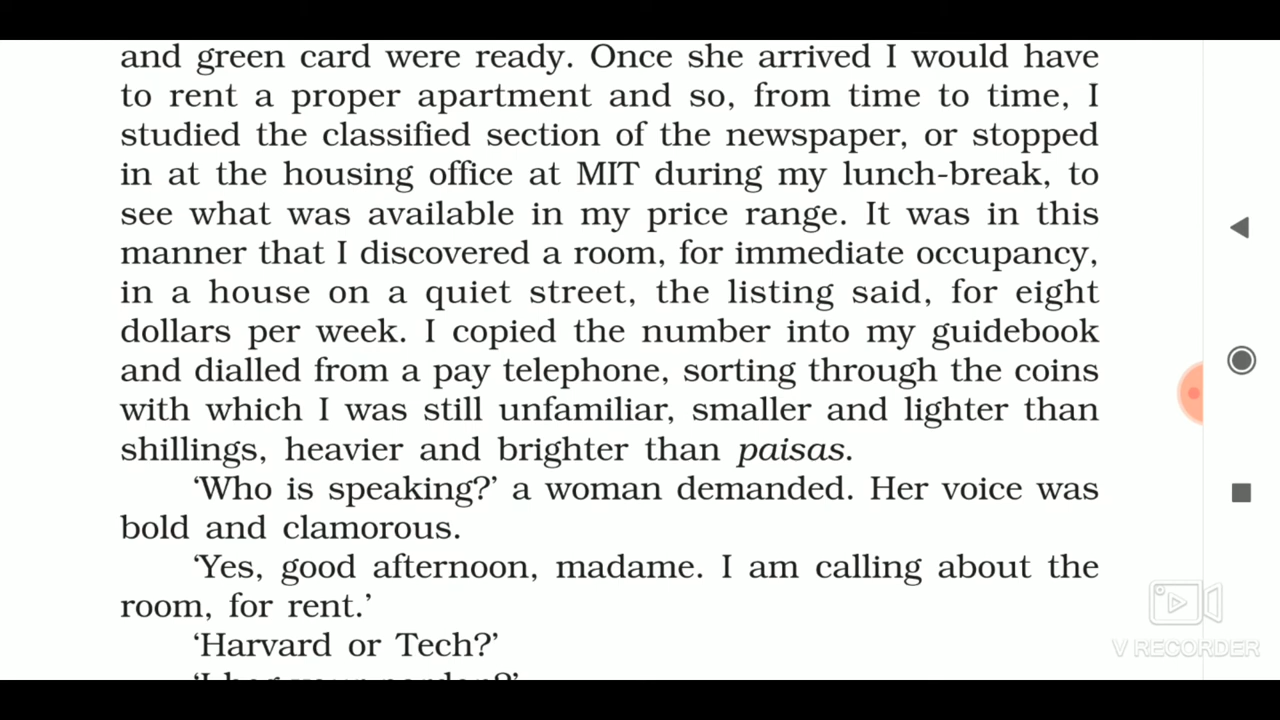 and green card were ready. Once she arrived I would have
to rent a proper apartment and so, from time to time, I
studied the classified section of the newspaper, or stopped
in at the housing office at MIT during my lunch-break, to
see what was available in my price range. It was in this
manner that I discovered a room, for immediate occupancy,
in a house on a quiet street, the listing said, for eight
dollars per week. I copied the number into my guidebook
and dialled from a pay telephone, sorting through the coins
with which I was still unfamiliar, smaller and lighter than
shillings, heavier and brighter than paisas.
‘Who is speaking?’ a woman demanded. Her voice was
bold and clamorous.
‘Yes, good afternoon, madame. I am calling about the
room, for rent.’
‘Harvard or Tech?’
‘I beg your pardon?’
V RECORDER